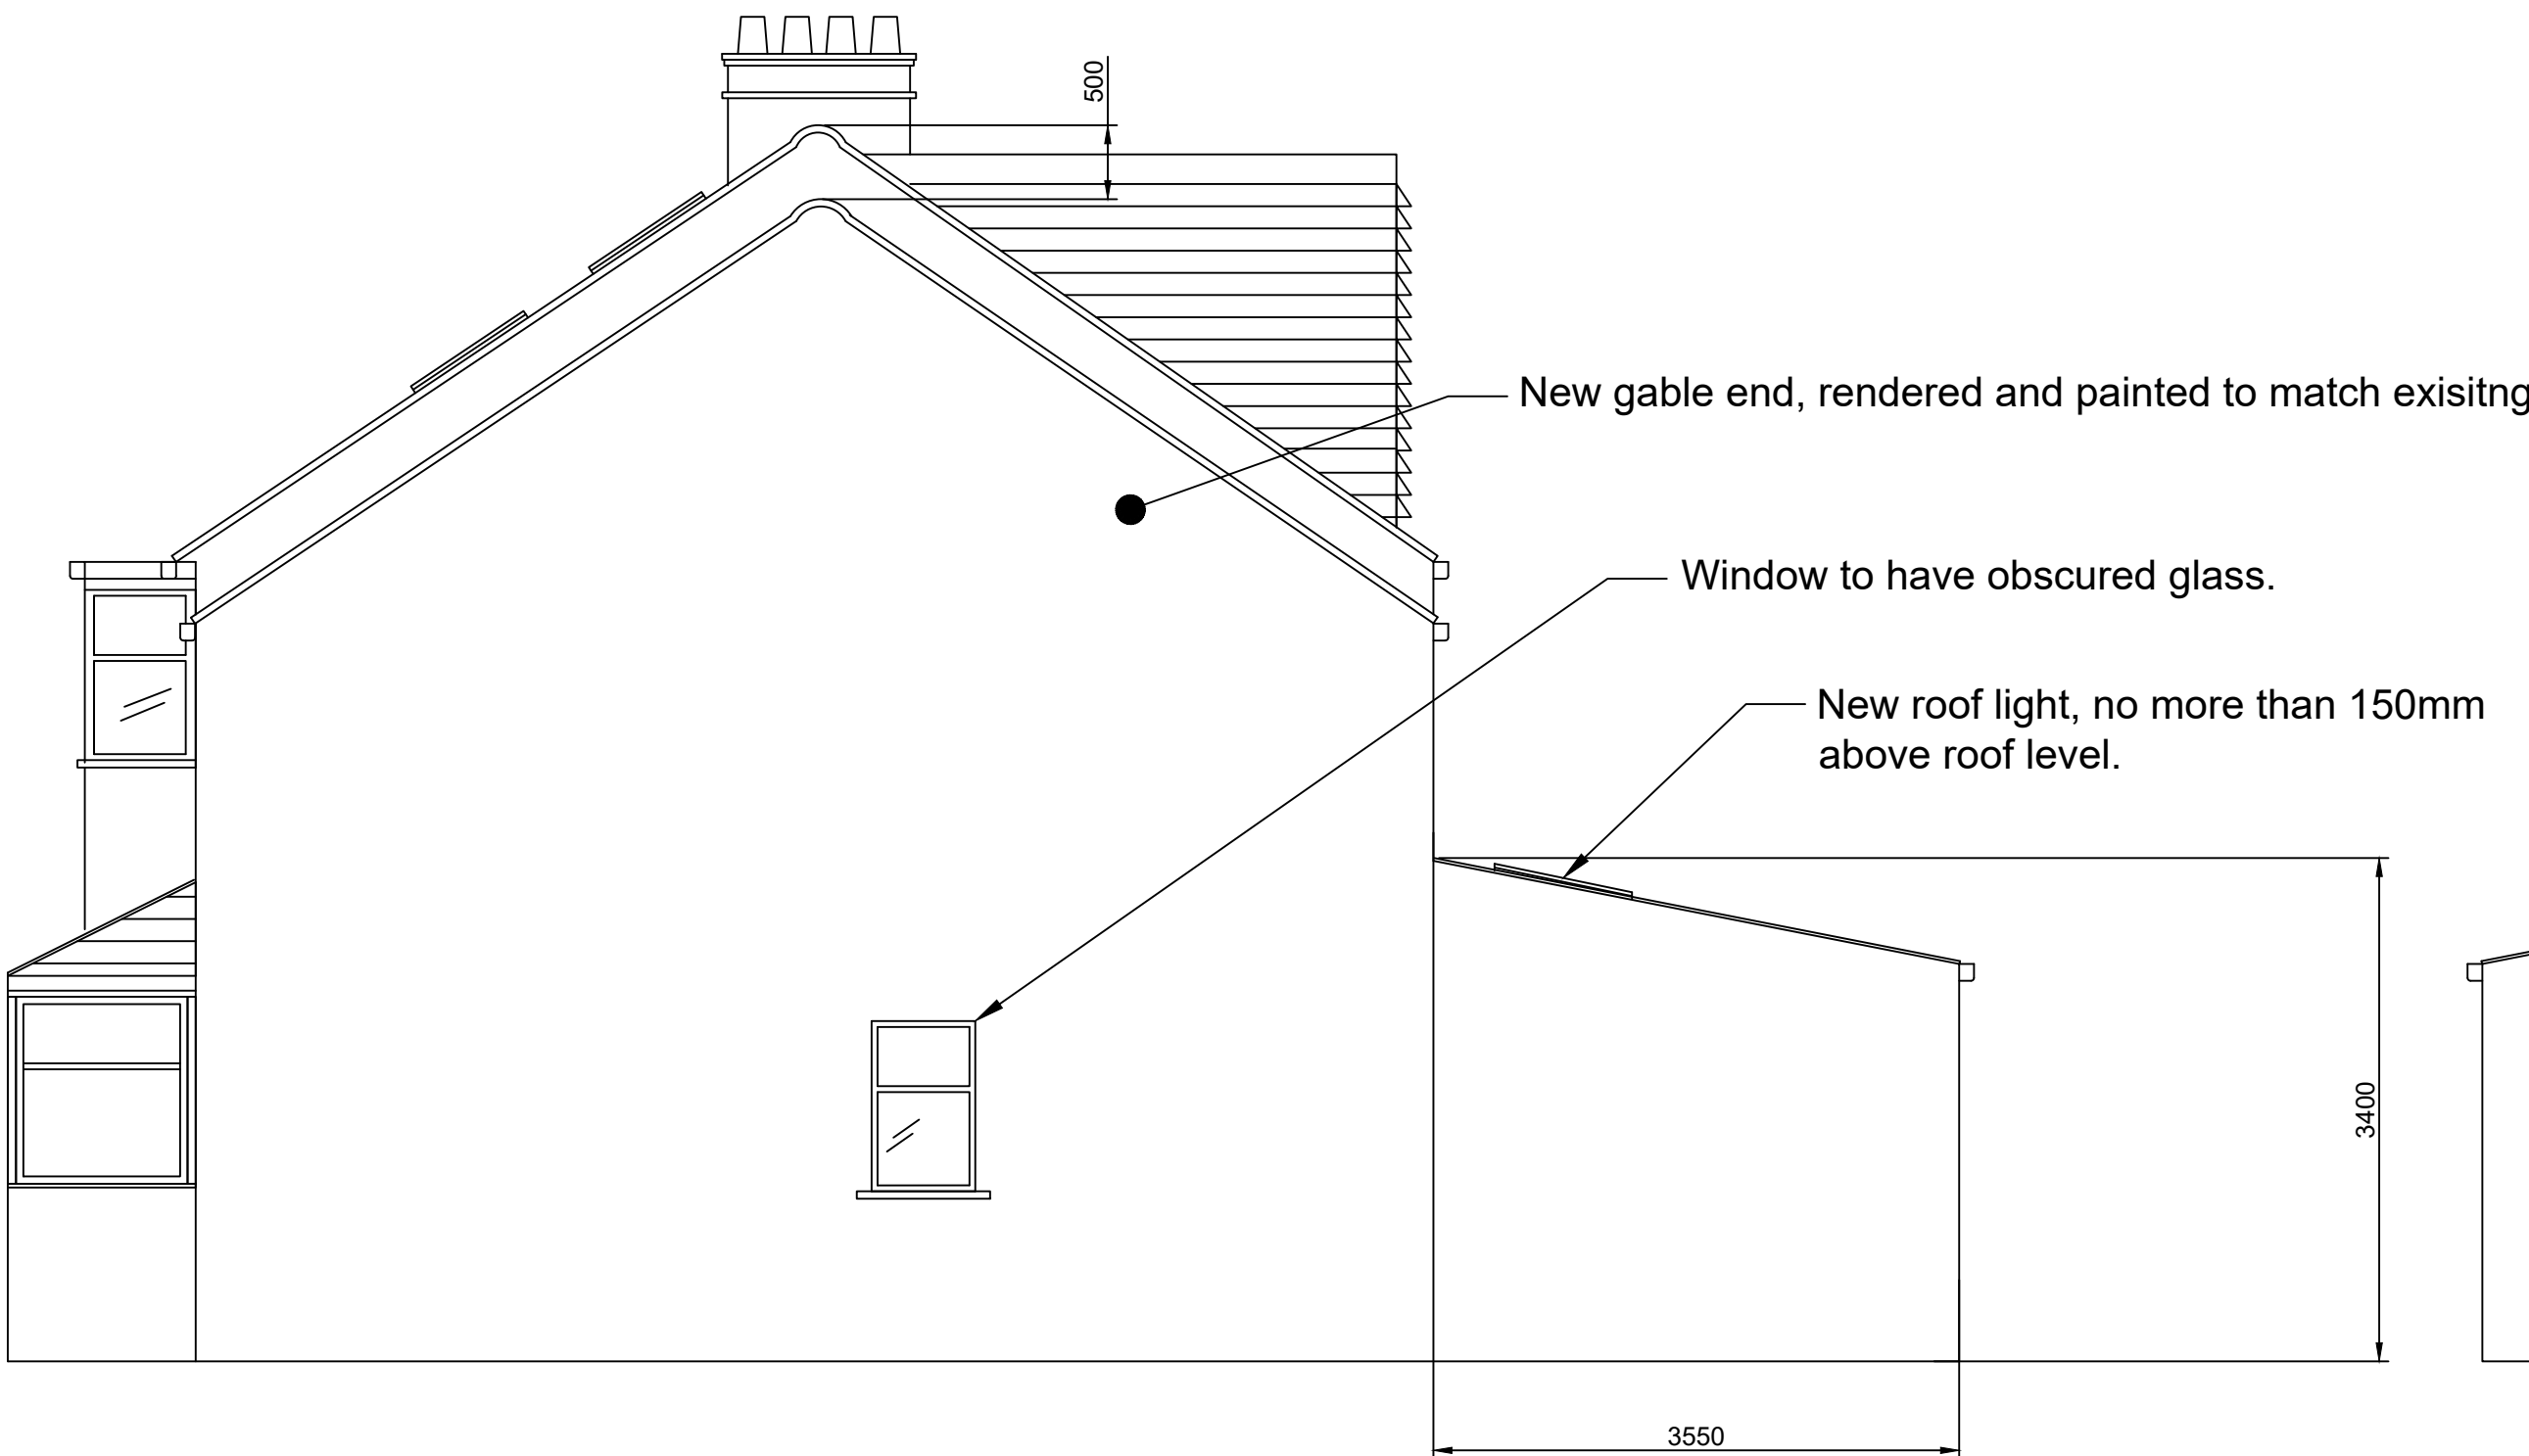 500
New gable end, rendered and painted to match exisitng
Window to have obscured glass.
New roof light, no more than 150mm
above roof level.
3400
3550